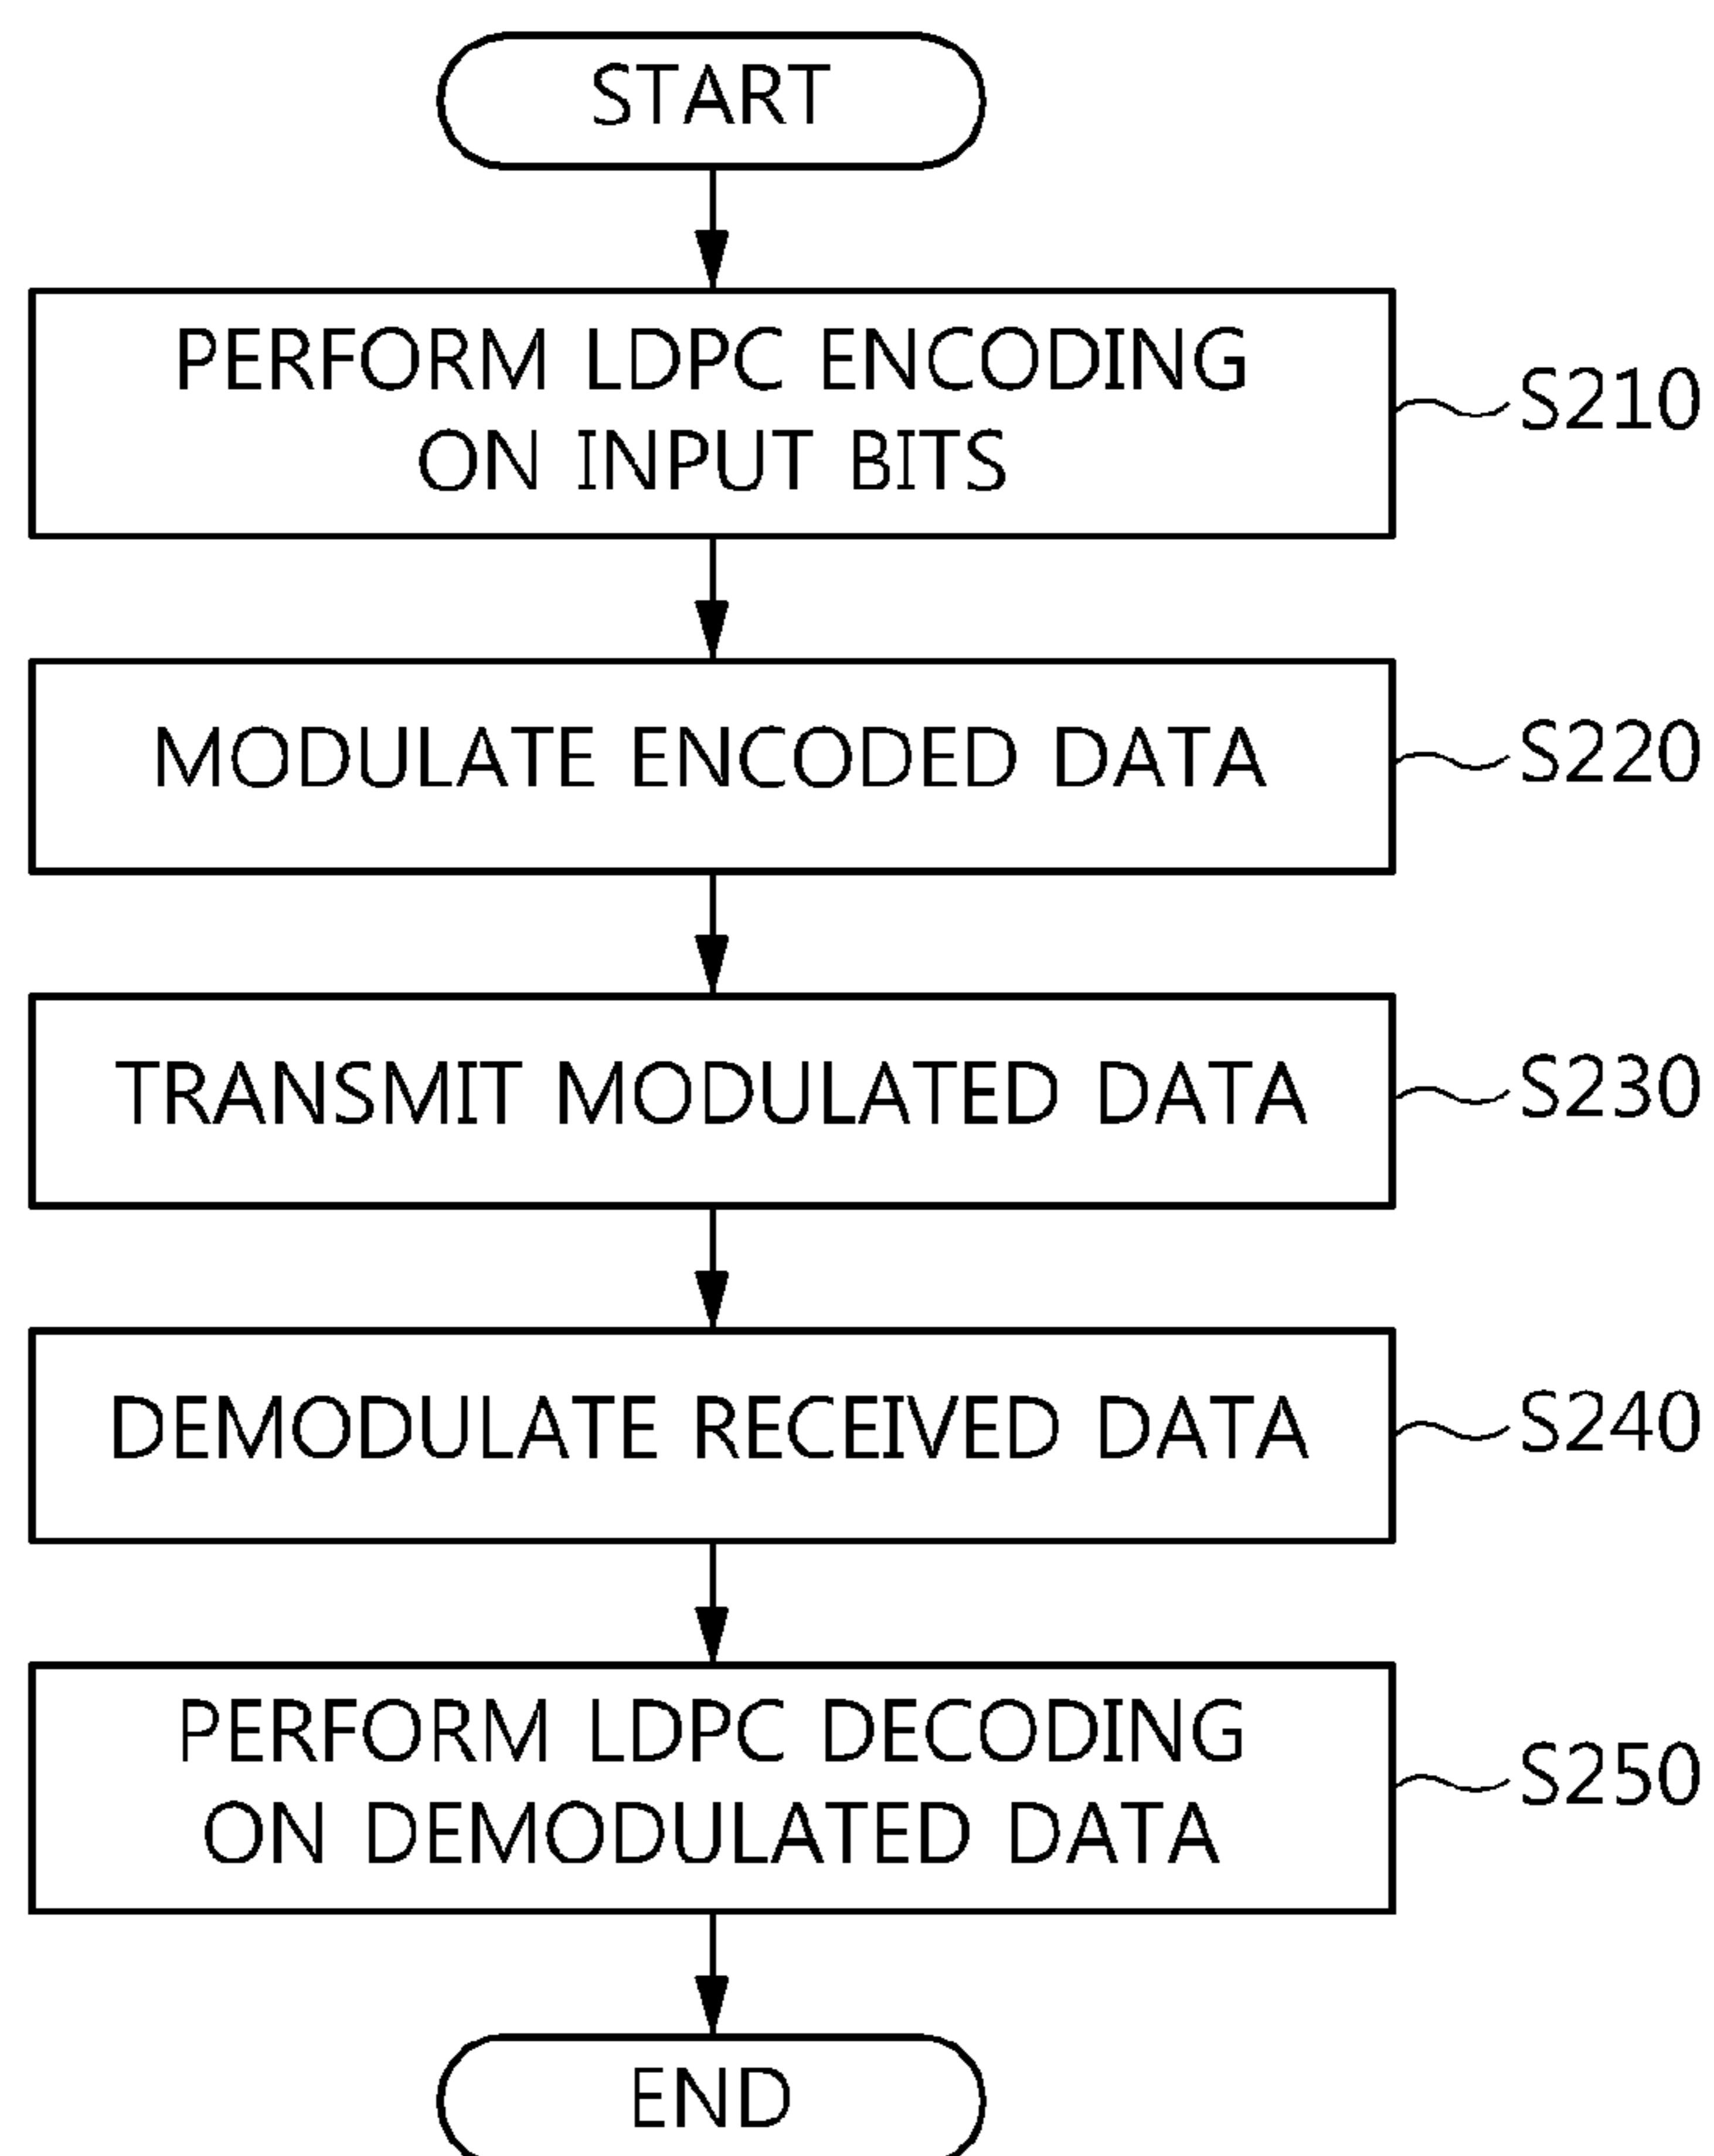 START
PERFORM LDPC ENCODING
ON INPUT BITS
S210
MODULATE ENCODED DATA
S220
TRANSMIT MODULATED DATA
S230
DEMODULATE RECEIVED DATA
S240
PERFORM LDPC DECODING
ON DEMODULATED DATA
S250
END